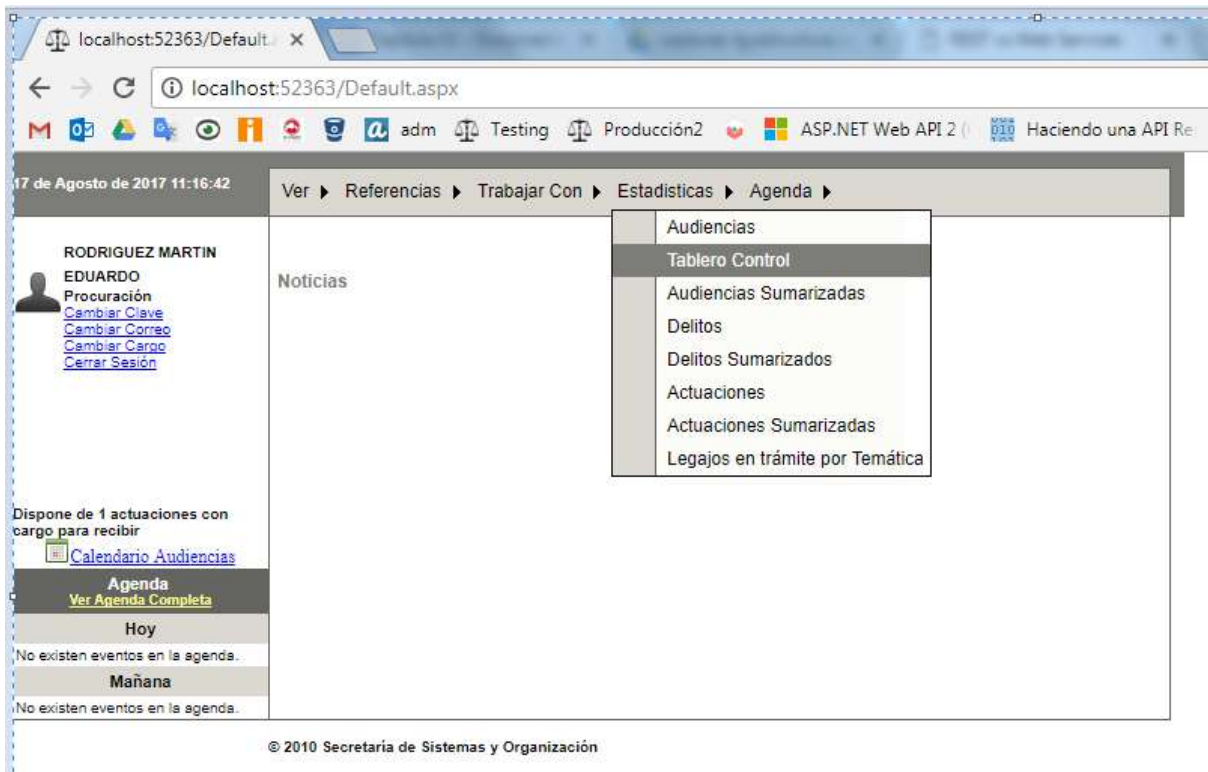 localhost:52363/Default.
localhost:52363/Default.aspx
adm Testing Producción2 ASP.NET Web API 2 ( Haciendo una API Re
17 de Agosto de 2017 11:16:42
Ver Referencias Trabajar Con Estadisticas Agenda
Audiencias
Tablero Control
Audiencias Sumarizadas
Delitos
Delitos Sumarizados
Actuaciones
Actuaciones Sumarizadas
Legajos en trámite por Temática
RODRIGUEZ MARTIN
EDUARDO
Procuración
Cambiar Clave
Cambiar Correo
Cambiar Cargo
Cerrar Sesión
Noticias
Dispone de 1 actuaciones con
cargo para recibir
Calendario Audiencias
Agenda
Ver Agenda Completa
Hoy
No existen eventos en la agenda.
Mañana
No existen eventos en la agenda.
© 2010 Secretaría de Sistemas y Organización